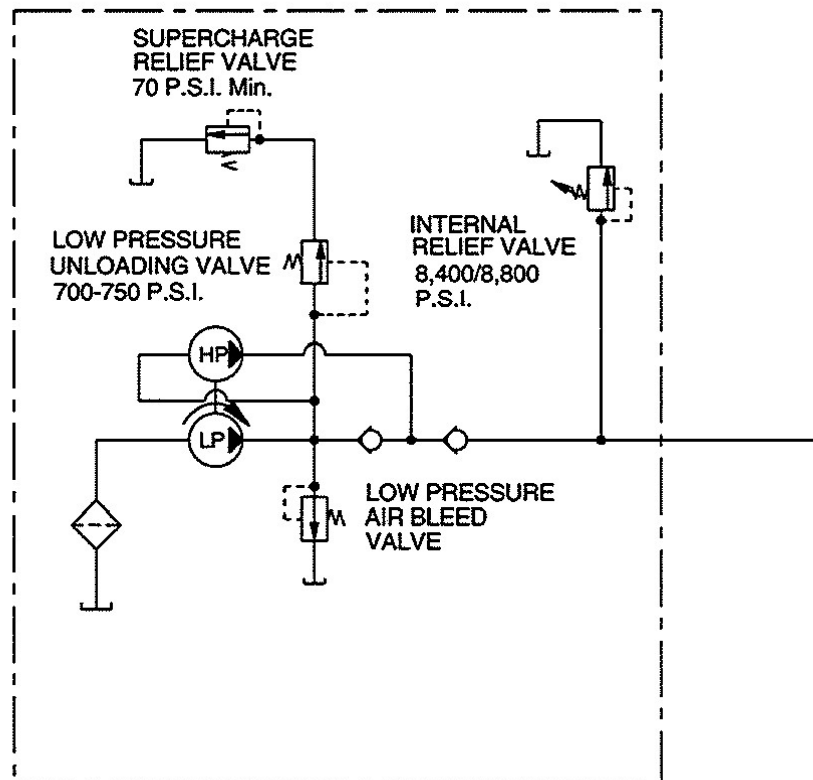 SUPERCHARGE
RELIEF VALVE
70 P.S.I. Min.
LOW PRESSURE
UNLOADING VALVE
700-750 P.S.I.
INTERNAL
RELIEF VALVE
8,400/8,800
P.S.I.
HP
LP
LOW PRESSURE
AIR BLEED
VALVE